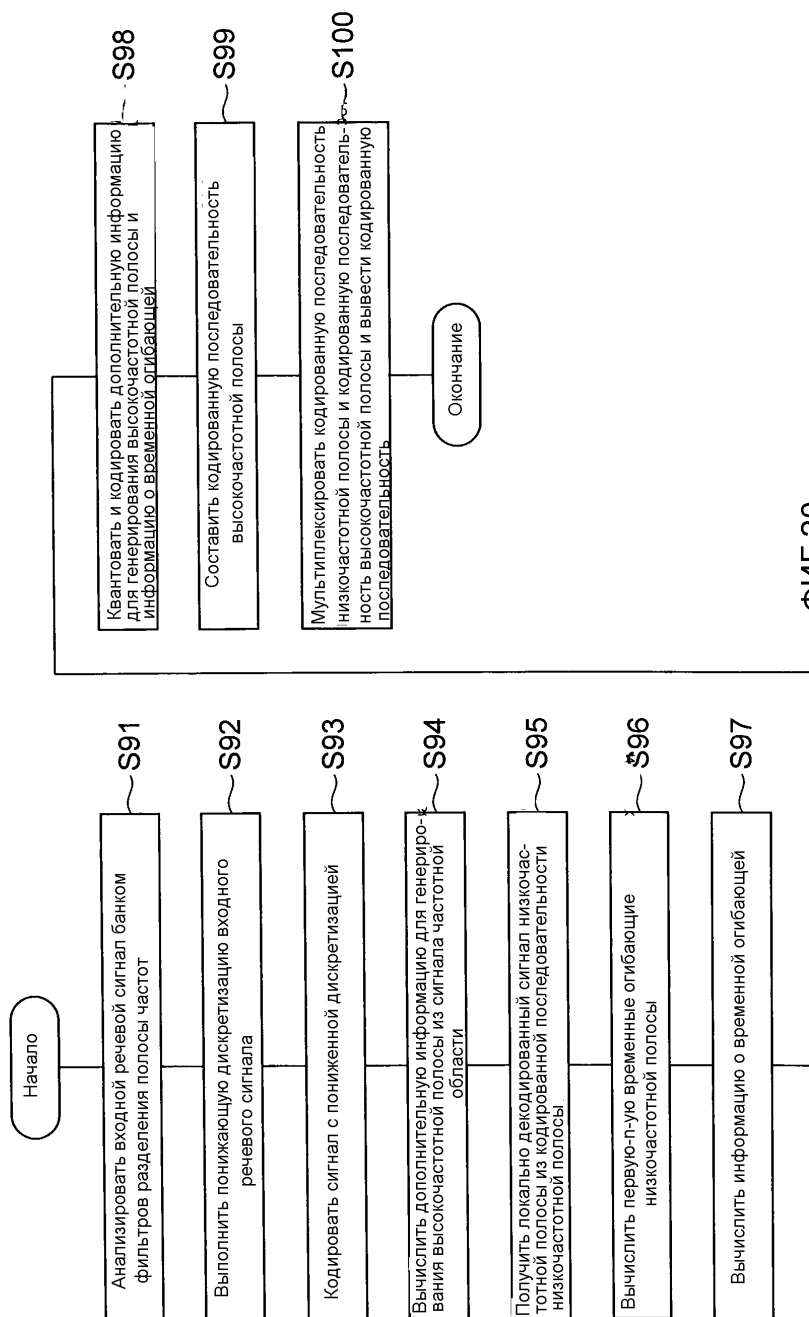 Начало
Анализировать входной речевой сигнал банком
фильтров разделения полосы частот
S91
Выполнить понижающую дискретизацию входного
речевого сигнала
S92
Кодировать сигнал с пониженной дискретизацией
S93
Вычислить дополнительную информацию для генериро-
вания высокочастотной полосы из сигнала частотной
области
S94
Получить локально декодированный сигнал низкочас-
тотной полосы из кодированной последовательности
низкочастотной полосы
S95
Вычислить первую-n-ую временные огибающие
низкочастотной полосы
S96
Вычислить информацию о временной огибающей
S97
Квантовать и кодировать дополнительную информацию
для генерирования высокочастотной полосы и
информацию о временной огибающей
S98
Составить кодированную последовательность
высокочастотной полосы
S99
Мультиплексировать кодированную последовательность
низкочастотной полосы и кодированную последователь-
ность высокочастотной полосы и вывести кодированную
последовательность
S100
Окончание